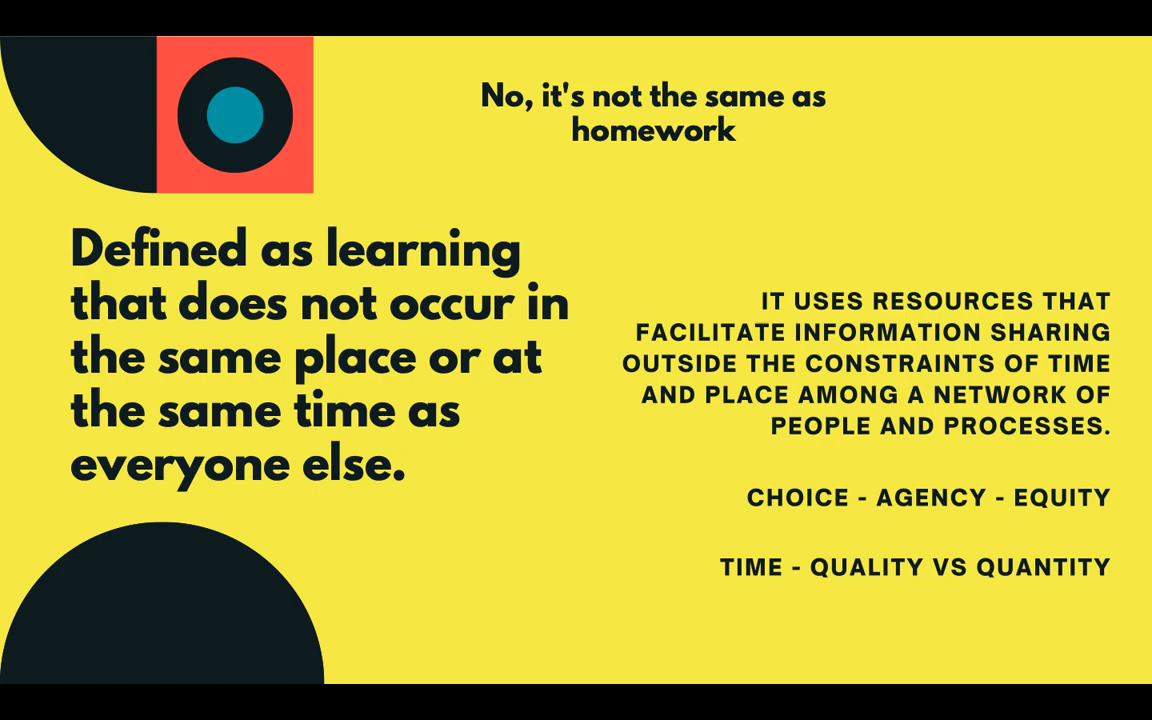 No, it's not the same as
homework
Defined as learning
that does not occur in
the same place or at
the same time as
everyone else.
IT USES RESOURCES THAT
FACILITATE INFORMATION SHARING
OUTSIDE THE CONSTRAINTS OF TIME
AND PLACE AMONG A NETWORK OF
PEOPLE AND PROCESSES.
CHOICE - AGENCY - EQUITY
TIME - QUALITY VS QUANTITY